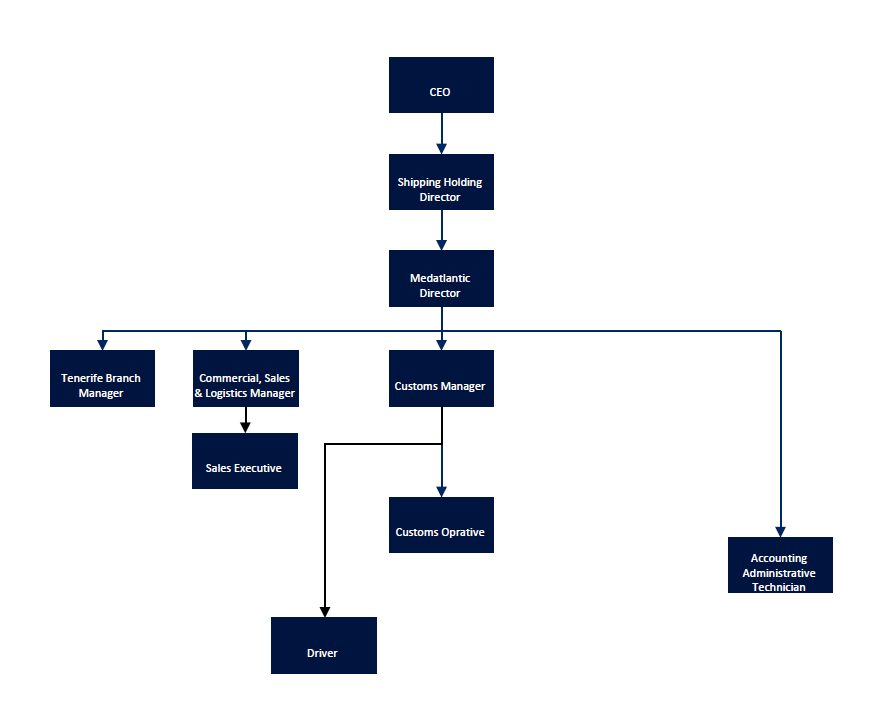 CEO
Shipping Holding
Director
Medatlantic
Director
Tenerife Branch
Manager
Commercial, Sales
& Logistics Manager
Customs Manager
Sales Executive
Customs Oprative
Accounting
Administrative
Technician
Driver